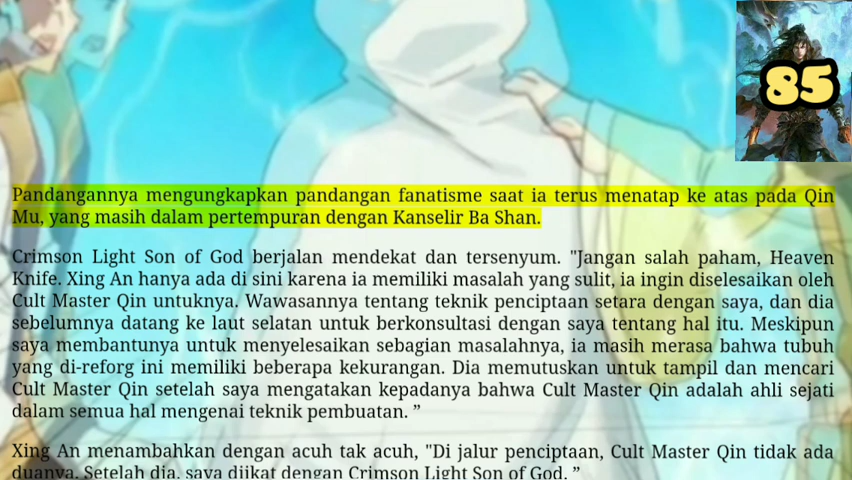 85
Pandangannya mengungkapkan pandangan fanatisme saat ia terus menatap ke atas pada Qin
Mu, yang masih dalam pertempuran dengan Kanselir Ba Shan.
Crimson Light Son of God berjalan mendekat dan tersenyum. "Jangan salah paham, Heaven
Knife. Xing An hanya ada di sini karena ia memiliki masalah yang sulit, ia ingin diselesaikan oleh
Cult Master Qin untuknya. Wawasannya tentang teknik penciptaan setara dengan saya, dan dia
sebelumnya datang ke laut selatan untuk berkonsultasi dengan saya tentang hal itu. Meskipun
saya membantunya untuk menyelesaikan sebagian masalahnya, ia masih merasa bahwa tubuh
yang di-reforg ini memiliki beberapa kekurangan. Dia memutuskan untuk tampil dan mencari
Cult Master Qin setelah saya mengatakan kepadanya bahwa Cult Master Qin adalah ahli sejati
dalam semua hal mengenai teknik pembuatan. ”
Xing An menambahkan dengan acuh tak acuh, "Di jalur penciptaan, Cult Master Qin tidak ada
duanya. Setelah dia, saya diikat dengan Crimson Light Son of God. ”